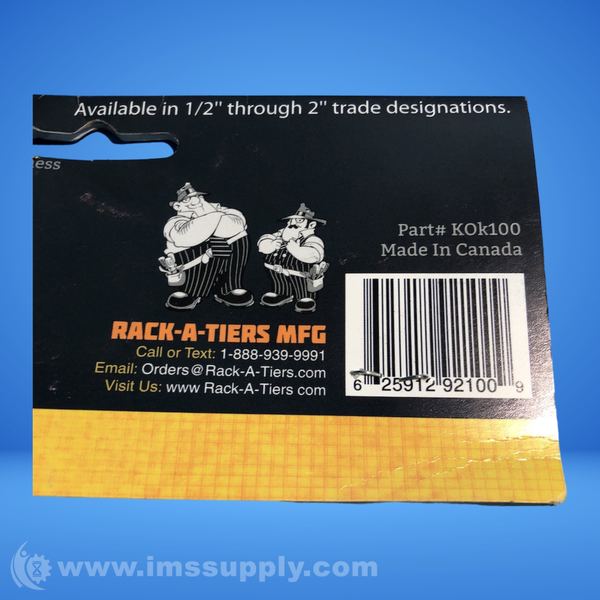 Available in 1/2" through 2" trade designations.
less
Part# KOk100
Made In Canada
RACK-A-TIERS MFG
Call or Text: 1-888-939-9991
Email: Orders@Rack-A-Tiers.com
Visit Us: www.Rack-A-Tiers.com
6 25912 92100 9
www.imssupply.com